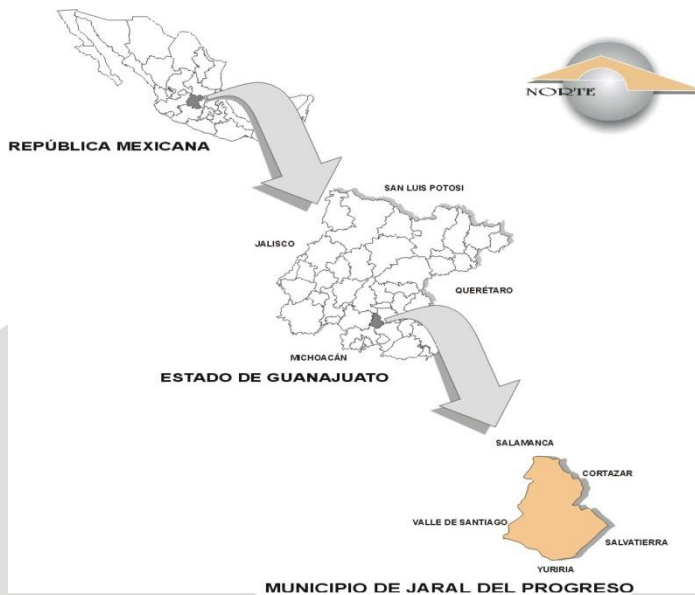 NORTE
REPÚBLICA MEXICANA
SAN LUIS POTOSI
JALISCO
QUERÉTARO
MICHOACÁN
ESTADO DE GUANAJUATO
SALAMANCA
CORTAZAR
VALLE DE SANTIAGO
SALVATIERRA
YURIRIA
MUNICIPIO DE JARAL DEL PROGRESO